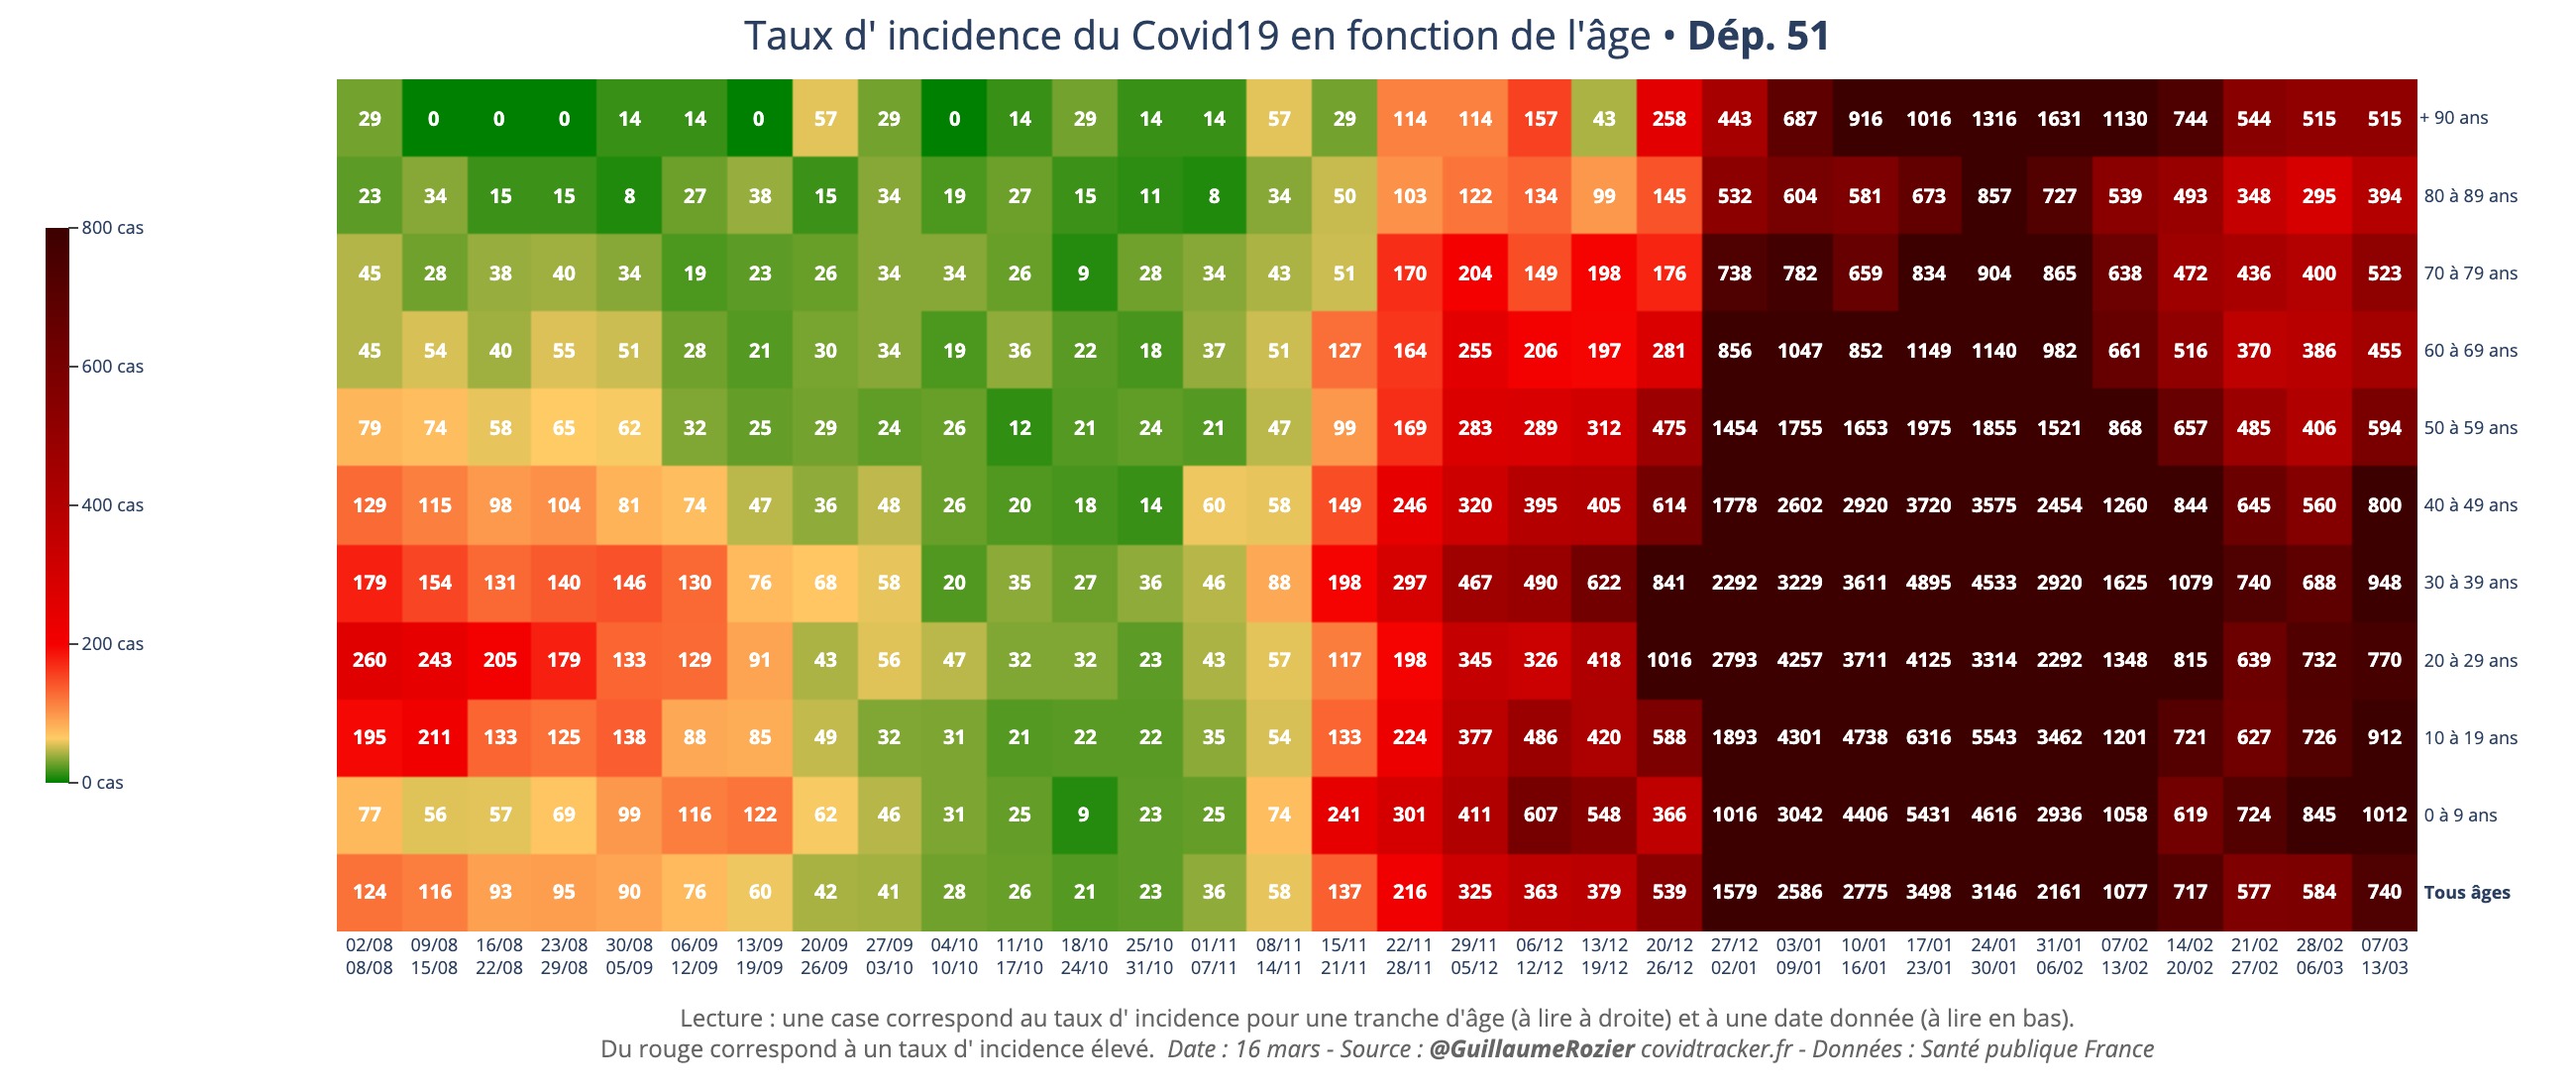 Taux d' incidence du Covid19 en fonction de l'âge • Dép. 51
29 0 0 0 14 14 0 57 29 0 14 29 14 14 57 29 114 114 157 43 258 443 687 916 1016 1316 1631 1130 744 544 515 515 + 90 ans
23 34 15 15 8 27 38 15 34 19 27 15 11 8 34 50 103 122 134 99 145 532 604 581 673 857 727 539 493 348 295 394 80 à 89 ans
800 cas
45 28 38 40 34 19 23 26 34 34 26 9 28 34 43 51 170 204 149 198 176 738 782 659 834 904 865 638 472 436 400 523 70 à 79 ans
45 54 40 55 51 28 21 30 34 19 36 22 18 37 51 127 164 255 206 197 281 856 1047 852 1149 1140 982 661 516 370 386 455 60 à 69 ans
600 cas
79 74 58 65 62 32 25 29 24 26 12 21 24 21 47 99 169 283 289 312 475 1454 1755 1653 1975 1855 1521 868 657 485 406 594 50 à 59 ans
400 cas
129 115 98 104 81 74 47 36 48 26 20 18 14 60 58 149 246 320 395 405 614 1778 2602 2920 3720 3575 2454 1260 844 645 560 800 40 à 49 ans
179 154 131 140 146 130 76 68 58 20 35 27 36 46 88 198 297 467 490 622 841 2292 3229 3611 4895 4533 2920 1625 1079 740 688 948 30 à 39 ans
200 cas
260 243 205 179 133 129 91 43 56 47 32 32 23 43 57 117 198 345 326 418 1016 2793 4257 3711 4125 3314 2292 1348 815 639 732 770 20 à 29 ans
195 211 133 125 138 88 85 49 32 31 21 22 22 35 54 133 224 377 486 420 588 1893 4301 4738 6316 5543 3462 1201 721 627 726 912 10 à 19 ans
0 cas
77 56 57 69 99 116 122 62 46 31 25 9 23 25 74 241 301 411 607 548 366 1016 3042 4406 5431 4616 2936 1058 619 724 845 1012 0 à 9 ans
124 116 93 95 90 76 60 42 41 28 26 21 23 36 58 137 216 325 363 379 539 1579 2586 2775 3498 3146 2161 1077 717 577 584 740 Tous âges
02/08 09/08 16/08 23/08 30/08 06/09 13/09 20/09 27/09 04/10 11/10 18/10 25/10 01/11 08/11 15/11 22/11 29/11 06/12 13/12 20/12 27/12 03/01 10/01 17/01 24/01 31/01 07/02 14/02 21/02 28/02 07/03
08/08 15/08 22/08 29/08 05/09 12/09 19/09 26/09 03/10 10/10 17/10 24/10 31/10 07/11 14/11 21/11 28/11 05/12 12/12 19/12 26/12 02/01 09/01 16/01 23/01 30/01 06/02 13/02 20/02 27/02 06/03 13/03
Lecture : une case correspond au taux d' incidence pour une tranche d'âge (à lire à droite) et à une date donnée (à lire en bas).
Du rouge correspond à un taux d' incidence élevé. Date : 16 mars - Source : @GuillaumeRozier covidtracker.fr - Données : Santé publique France